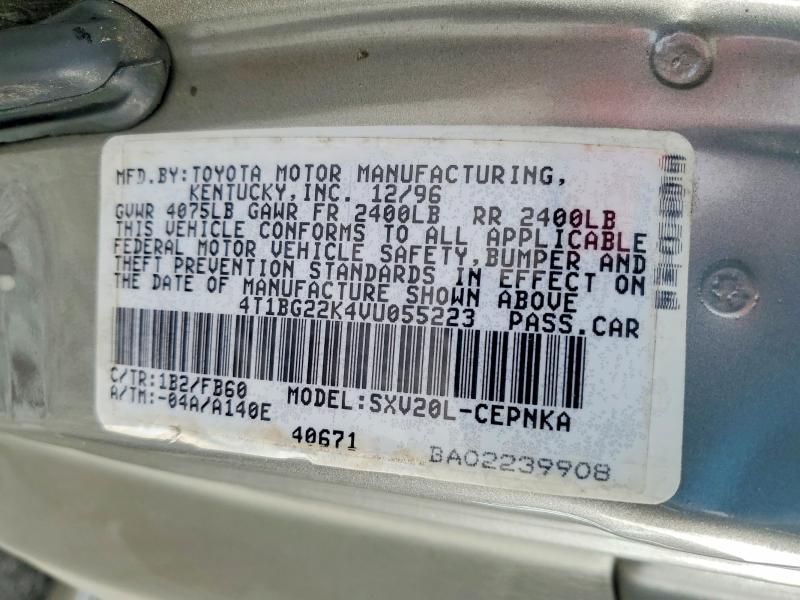 MFD.BY:TOYOTA MOTOR MANUFACTURING,
KENTUCKY,INC. 12/96
GVWR 4075LB GAWR FR 2400LB RR 2400LB
THIS VEHICLE CONFORMS TO ALL APPLICABLE
FEDERAL MOTOR VEHICLE SAFETY,BUMPER AND
THEFT PREVENTION STANDARDS IN EFFECT ON
THE DATE OF MANUFACTURE SHOWN ABOVE
4T1BG22K4VU055223 PASS.CAR
C/TR:1B2/FB60 MODEL:SXV20L-CEPNKA
A/TM:-04A/A140E
40671
BA02239908